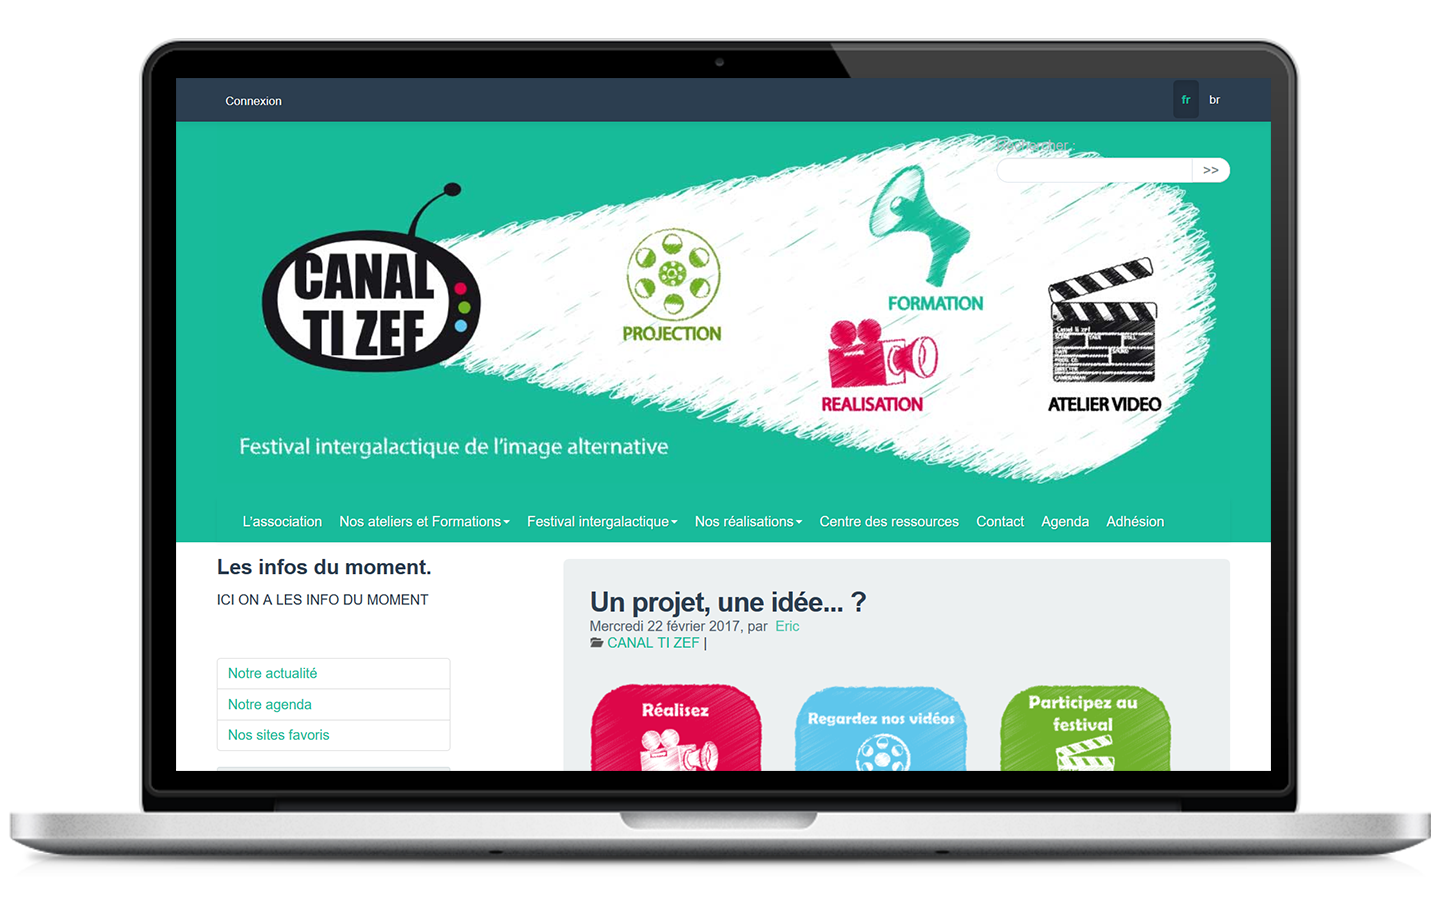 Connexion
fr
br
Rechercher :
>>
CANAL
TI ZEF
PROJECTION
FORMATION
REALISATION
Canal ti zef
ATELIER VIDEO
Festival intergalactique de l'image alternative
L'association
Nos ateliers et Formations
Festival intergalactique
Nos réalisations
Centre des ressources
Contact
Agenda
Adhésion
Les infos du moment.
ICI ON A LES INFO DU MOMENT
Notre actualité
Notre agenda
Nos sites favoris
Un projet, une idée... ?
Mercredi 22 février 2017, par Eric
CANAL TI ZEF |
Réalisez
Regardez nos vidéos
Participez au
festival